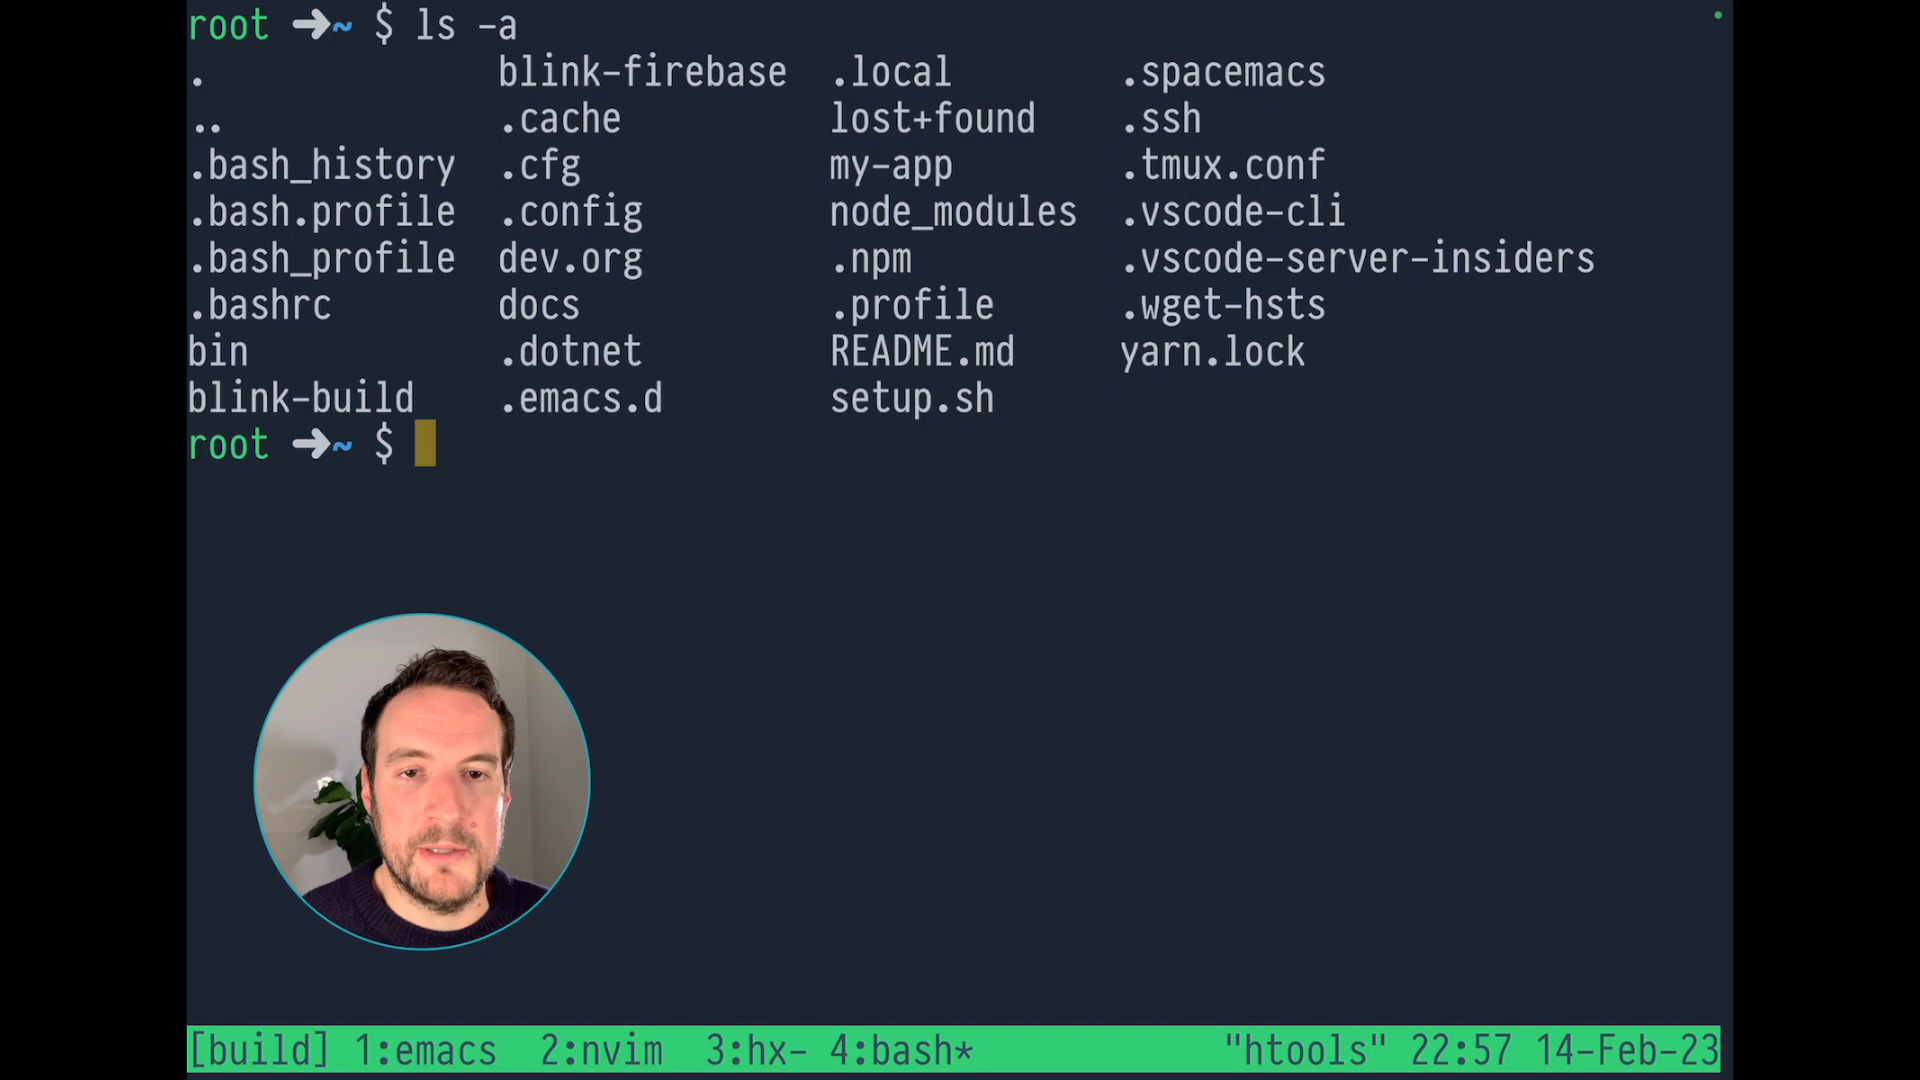 root ➜~ $ ls -a
. blink-firebase .local .spacemacs
.. .cache lost+found .ssh
.bash_history .cfg my-app .tmux.conf
.bash.profile .config node_modules .vscode-cli
.bash_profile dev.org .npm .vscode-server-insiders
.bashrc docs .profile .wget-hsts
bin .dotnet README.md yarn.lock
blink-build .emacs.d setup.sh
root ➜~ $
[build] 1:emacs 2:nvim 3:hx- 4:bash* "htools" 22:57 14-Feb-23